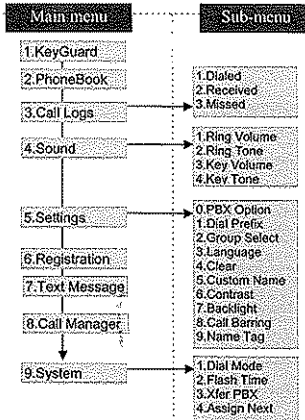 Main menu
Sub-menu
1.KeyGuard
2.PhoneBook
3.Call Logs
1.Dialed
2.Received
3.Missed
4.Sound
1.Ring Volume
2.Ring Tone
3.Key Volume
4.Key Tone
5.Settings
0.PBX Option
1.Dial Prefix
2.Group Select
3.Language
4.Clear
5.Custom Name
6.Contrast
7.Backlight
8.Call Barring
9.Name Tag
6.Registration
7.Text Message
8.Call Manager
9.System
1.Dial Mode
2.Flash Time
3.Xfer PBX
4.Assign Next